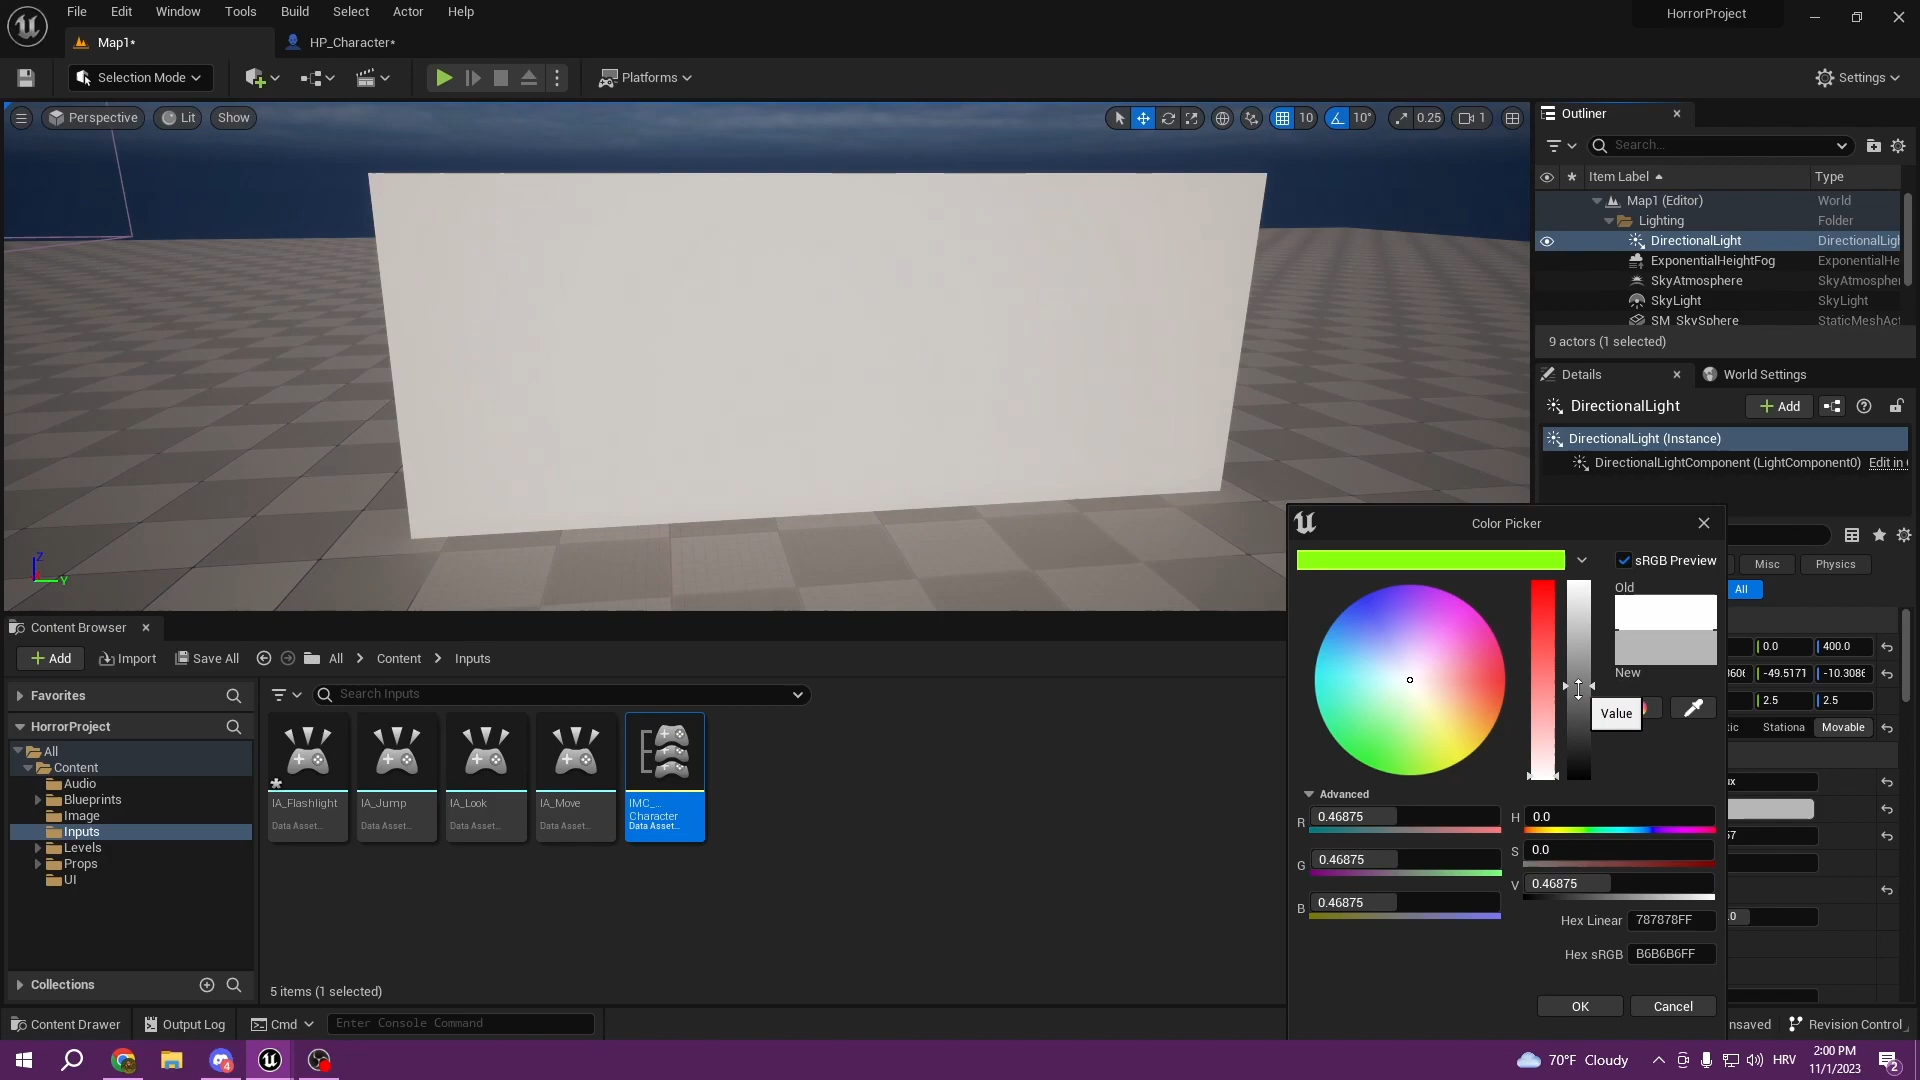 File Edit Window Tools Build Select Actor Help
HorrorProject
Map1*
HP_Character*
Selection Mode
Platforms
Settings
Perspective
Lit
Show
10
10°
0.25
1
Outliner
Search...
Item Label
Type
Map1 (Editor)
World
Lighting
Folder
DirectionalLight
DirectionalLigh
ExponentialHeightFog
ExponentialHe
SkyAtmosphere
SkyAtmospher
SkyLight
SkyLight
SM_SkySphere
StaticMeshAct
9 actors (1 selected)
Details
World Settings
DirectionalLight
Add
DirectionalLight (Instance)
DirectionalLightComponent (LightComponent0)
Edit in
Z
Y
Color Picker
sRGB Preview
Misc
Physics
All
Old
New
Value
0.0
400.0
-49.5171
-10.3086
2.5
2.5
Stationa
Movable
Advanced
R
0.46875
G
0.46875
B
0.46875
H
0.0
S
0.0
V
0.46875
Hex Linear
787878FF
Hex sRGB
B6B6B6FF
OK
Cancel
Content Browser
Add
Import
Save All
All
Content
Inputs
Favorites
Search Inputs
HorrorProject
All
Content
Audio
Blueprints
Image
Inputs
Levels
Props
UI
Collections
IA_Flashlight
Data Asset...
IA_Jump
Data Asset...
IA_Look
Data Asset...
IA_Move
Data Asset...
IMC_...
Character
Data Asset...
5 items (1 selected)
Content Drawer
Output Log
Cmd
Enter Console Command
nsaved
Revision Control
4
70°F Cloudy
HRV
2:00 PM
11/1/2023
2